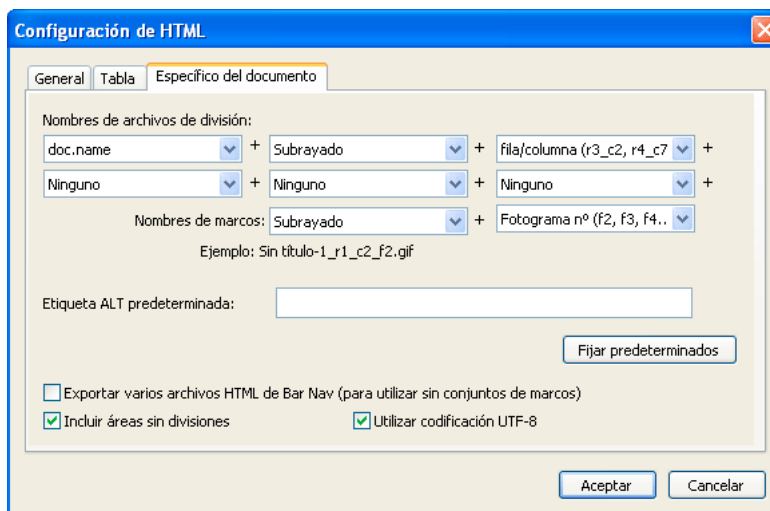 Configuración de HTML
General Tabla Específico del documento
Nombres de archivos de división:
doc.name + Subrayado + fila/columna (r3_c2, r4_c7 +
Ninguno + Ninguno + Ninguno +
Nombres de marcos: Subrayado + Fotograma nº (f2, f3, f4..
Ejemplo: Sin título-1_r1_c2_f2.gif
Etiqueta ALT predeterminada:
Fijar predeterminados
Exportar varios archivos HTML de Bar Nav (para utilizar sin conjuntos de marcos)
Incluir áreas sin divisiones Utilizar codificación UTF-8
Aceptar Cancelar